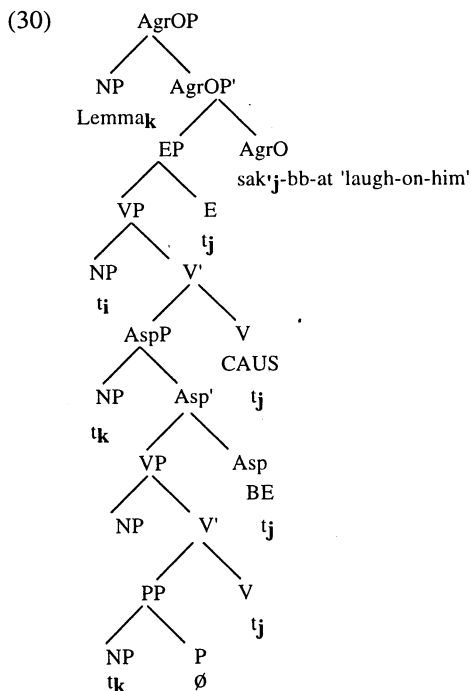 (30) AgrOP
NP AgrOP'
Lemmak
EP AgrO
sak'j-bb-at 'laugh-on-him'
VP E
tj
NP V'
ti
AspP V
CAUS
NP Asp' tj
tk
VP Asp
BE
NP V' tj
PP V
tj
NP P
tk ø